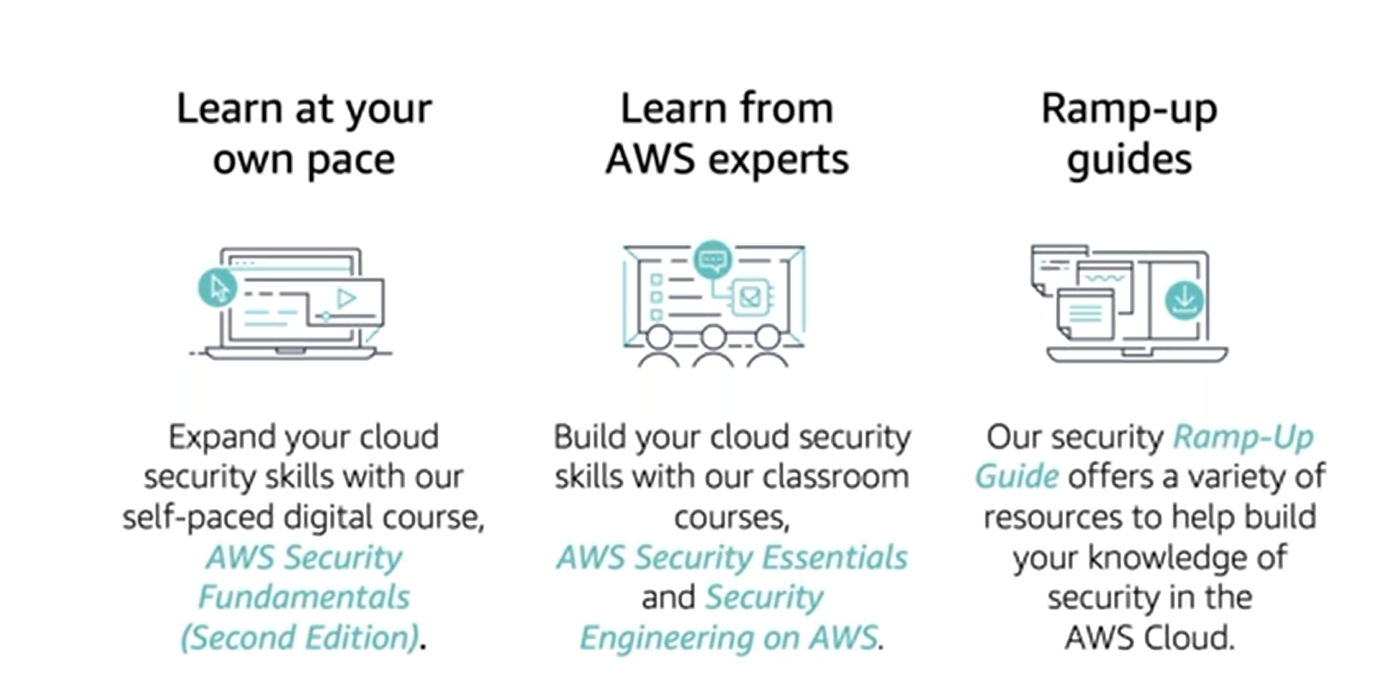 Learn at your
own pace
Expand your cloud
security skills with our
self-paced digital course,
AWS Security
Fundamentals
(Second Edition).
Learn from
AWS experts
Build your cloud security
skills with our classroom
courses,
AWS Security Essentials
and Security
Engineering on AWS.
Ramp-up
guides
Our security Ramp-Up
Guide offers a variety of
resources to help build
your knowledge of
security in the
AWS Cloud.